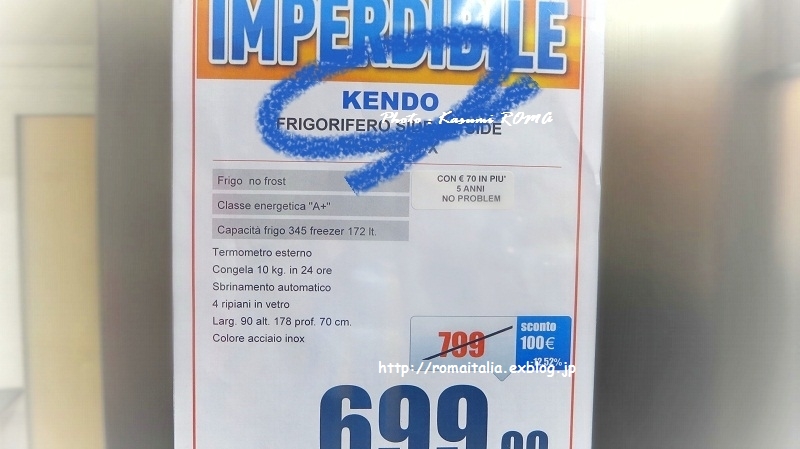 IMPERDIBILE
KENDO
Photo : Kasumi ROMA
FRIGORIFERO SIDE
X
Frigo no frost
Classe energetica "A+"
Capacità frigo 345 freezer 172 lt.
CON € 70 IN PIU'
5 ANNI
NO PROBLEM
Termometro esterno
Congela 10 kg. in 24 ore
Sbrinamento automatico
4 ripiani in vetro
Larg. 90 alt. 178 prof. 70 cm.
Colore acciaio inox
799
sconto
100€
12,52%
http://romaitalia.exblog.jp
699,00